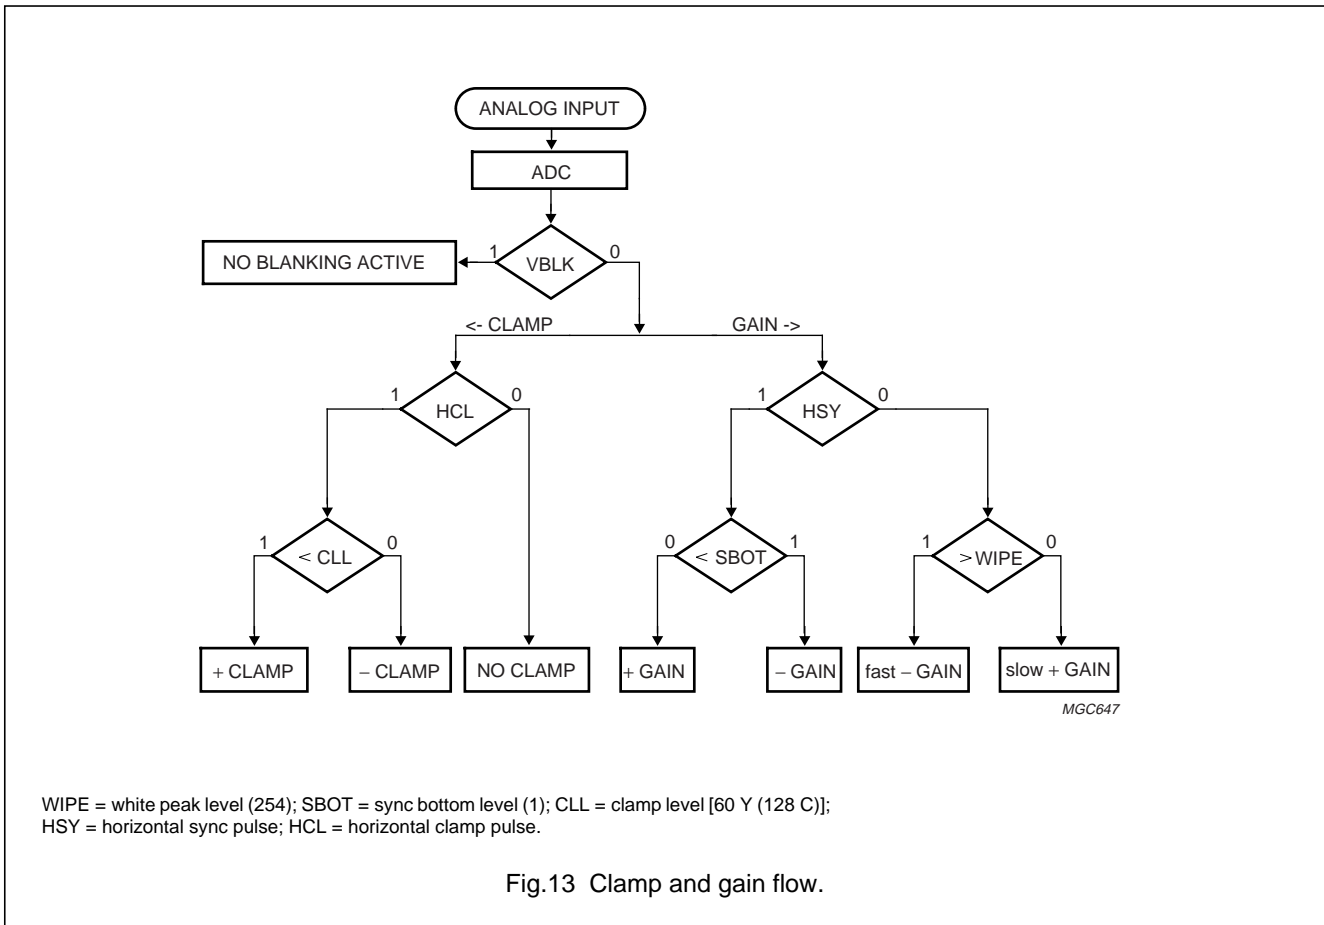 ANALOG INPUT
ADC
1 VBLK 0
NO BLANKING ACTIVE
<- CLAMP GAIN ->
1 HCL 0
1 HSY 0
1 < CLL 0
0 < SBOT 1
1 > WIPE 0
+ CLAMP
− CLAMP
NO CLAMP
+ GAIN
− GAIN
fast − GAIN
slow + GAIN
MGC647
WIPE = white peak level (254); SBOT = sync bottom level (1); CLL = clamp level [60 Y (128 C)];
HSY = horizontal sync pulse; HCL = horizontal clamp pulse.
Fig.13 Clamp and gain flow.